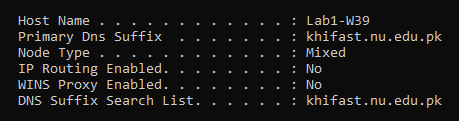 Host Name . . . . . . . . . . . . : Lab1-W39
Primary Dns Suffix  . . . . . . . : khifast.nu.edu.pk
Node Type . . . . . . . . . . . . : Mixed
IP Routing Enabled. . . . . . . . : No
WINS Proxy Enabled. . . . . . . . : No
DNS Suffix Search List. . . . . . : khifast.nu.edu.pk